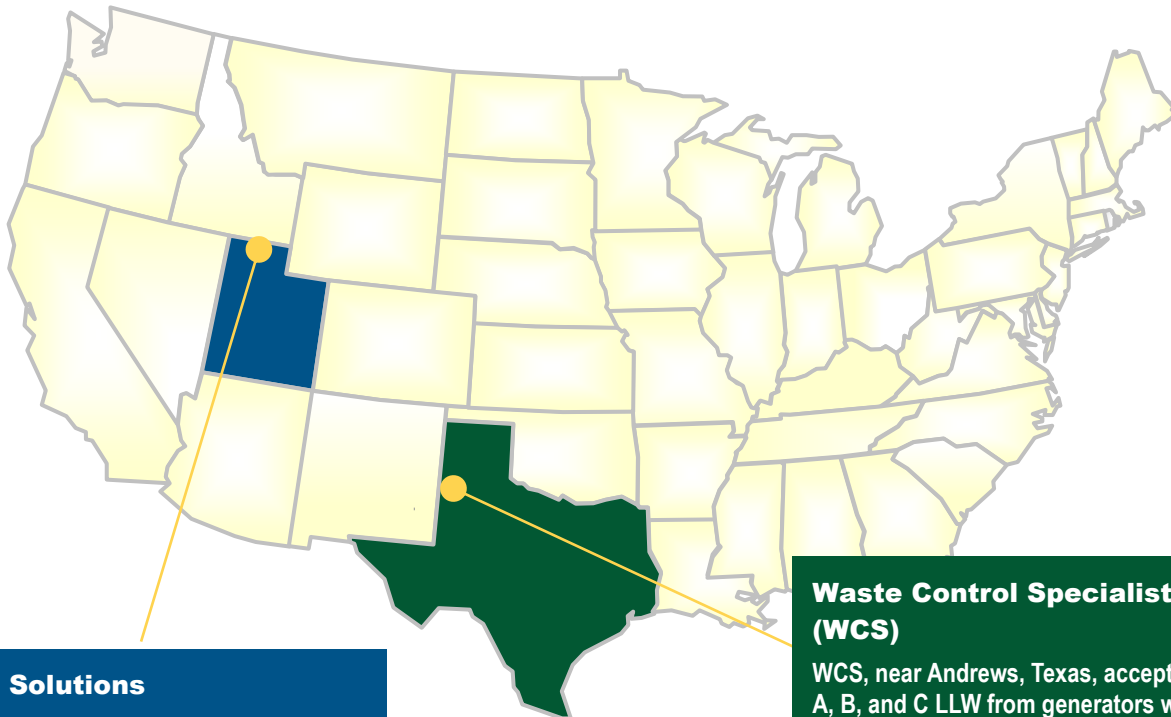 Solutions
Waste Control Specialist
(WCS)
WCS, near Andrews, Texas, accept
A, B, and C LLW from generators w